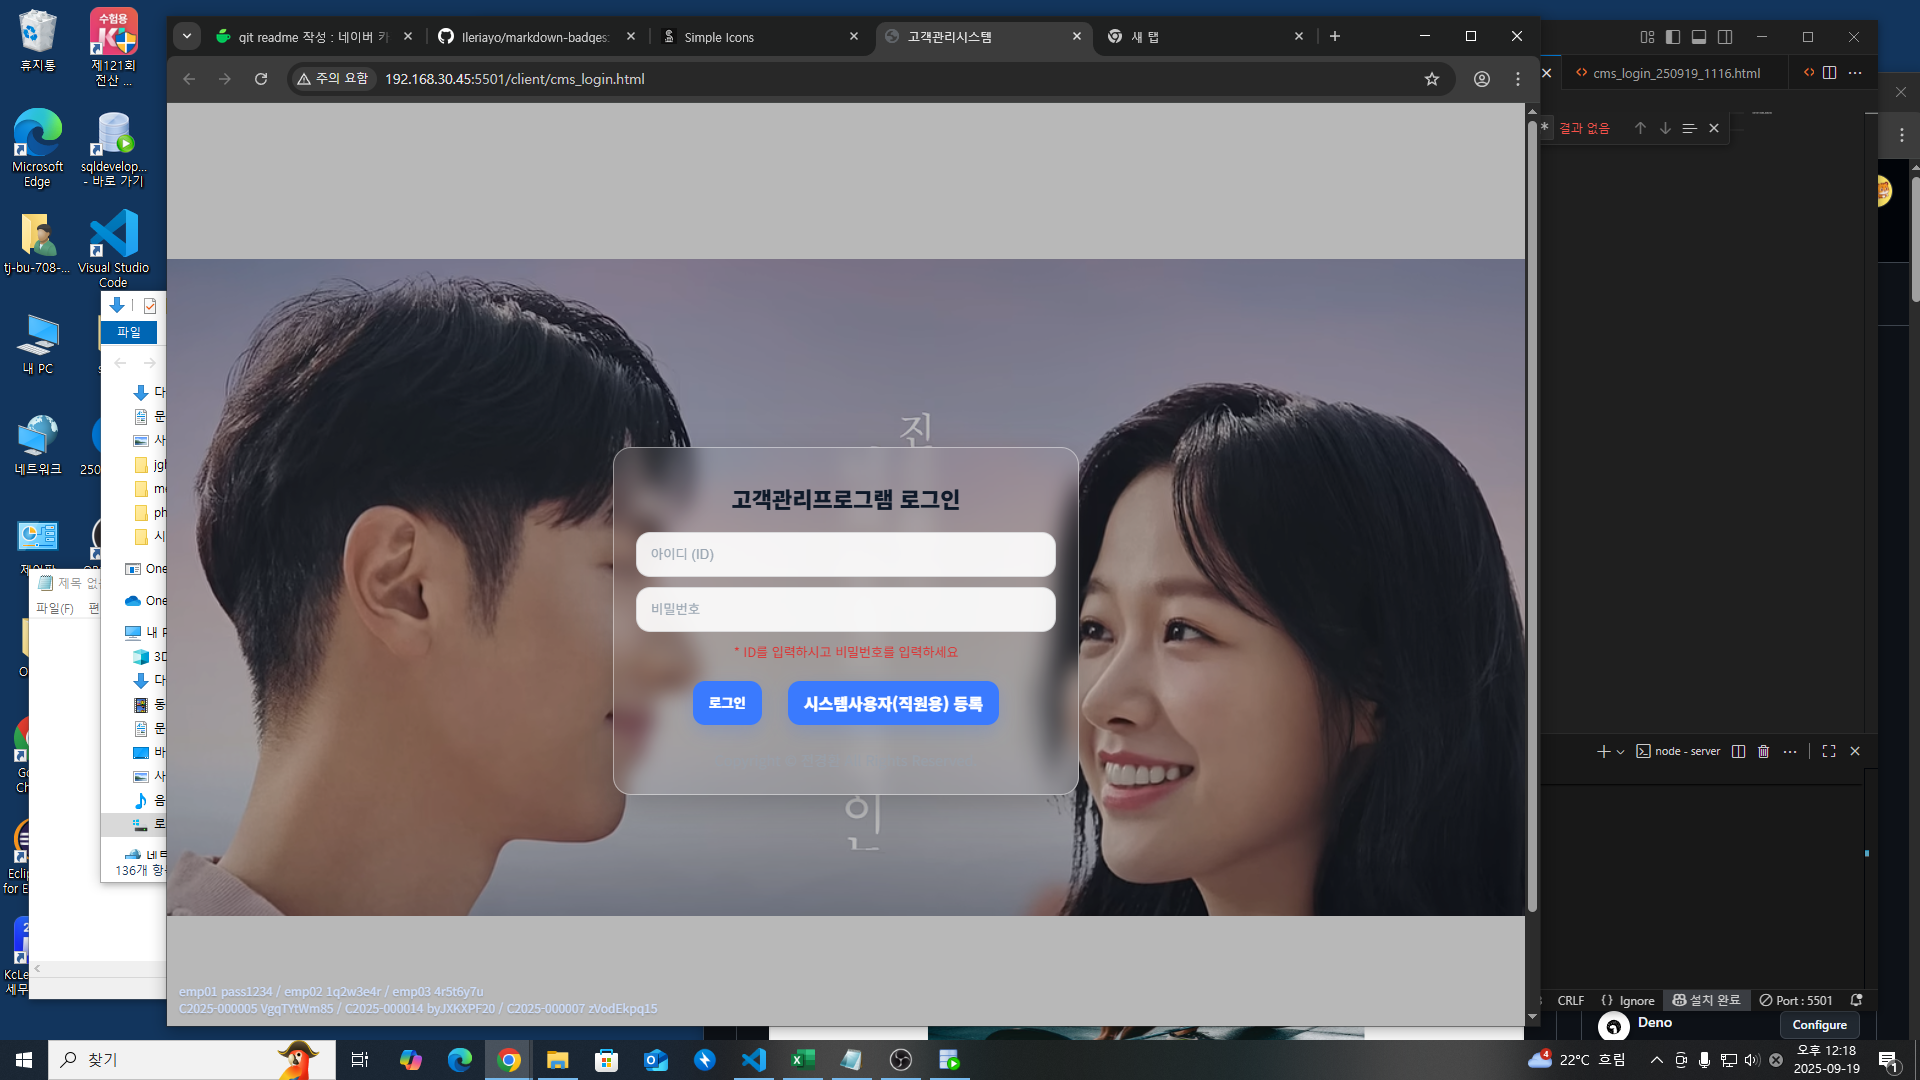 git readme 작성 : 네이버 카
Ileriayo/markdown-badges:
Simple Icons
고객관리시스템
새 탭
주의 요함
192.168.30.45:5501/client/cms_login.html
cms_login_250919_1116.html
결과 없음
휴지통
제121회
전산 ...
Microsoft
Edge
sqldevelop...
- 바로 가기
tj-bu-708-...
Visual Studio
Code
내 PC
네트워크
파일
136개 항
파일(F)
고객관리프로그램 로그인
아이디 (ID)
비밀번호
* ID를 입력하시고 비밀번호를 입력하세요
로그인
시스템사용자(직원용) 등록
진
인
emp01 pass1234 / emp02 1q2w3e4r / emp03 4r5t6y7u
C2025-000005 VgqTYtWm85 / C2025-000014 byJXKXPF20 / C2025-000007 zVodEkpq15
node - server
CRLF
{ } Ignore
설치 완료
Port : 5501
Deno
Configure
찾기
22°C 흐림
오후 12:18
2025-09-19